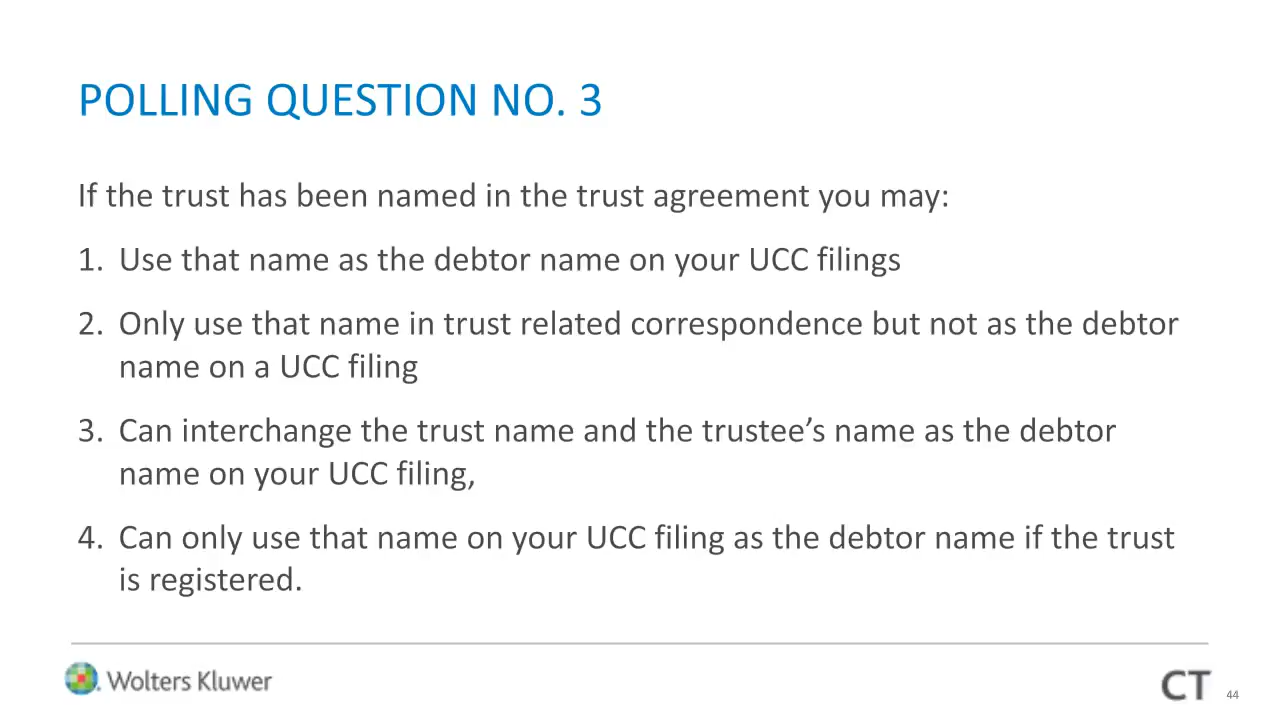 POLLING QUESTION NO. 3
If the trust has been named in the trust agreement you may:
1. Use that name as the debtor name on your UCC filings
2. Only use that name in trust related correspondence but not as the debtor
name on a UCC filing
3. Can interchange the trust name and the trustee’s name as the debtor
name on your UCC filing,
4. Can only use that name on your UCC filing as the debtor name if the trust
is registered.
Wolters Kluwer
CT
44